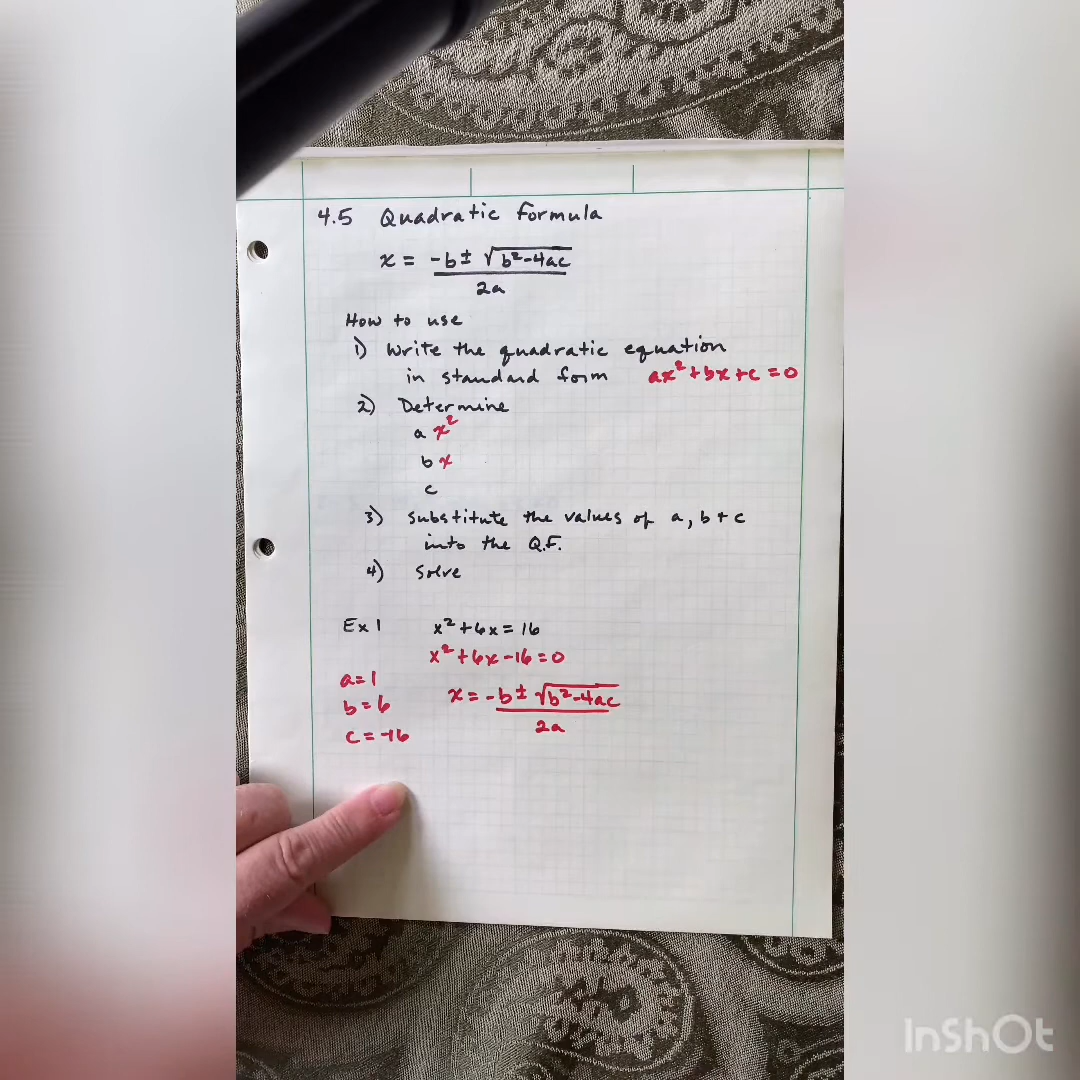 4.5 Quadratic Formula
x = -b ± √b²-4ac
2a
How to use
1) Write the quadratic equation
in standard form ax² + bx + c = 0
2) Determine
a x²
b x
c
3) Substitute the values of a, b + c
into the Q.F.
4) Solve
Ex 1 x² + 6x = 16
x² + 6x - 16 = 0
a = 1
x = -b ± √b²-4ac
b = 6
2a
c = -16
InShOt